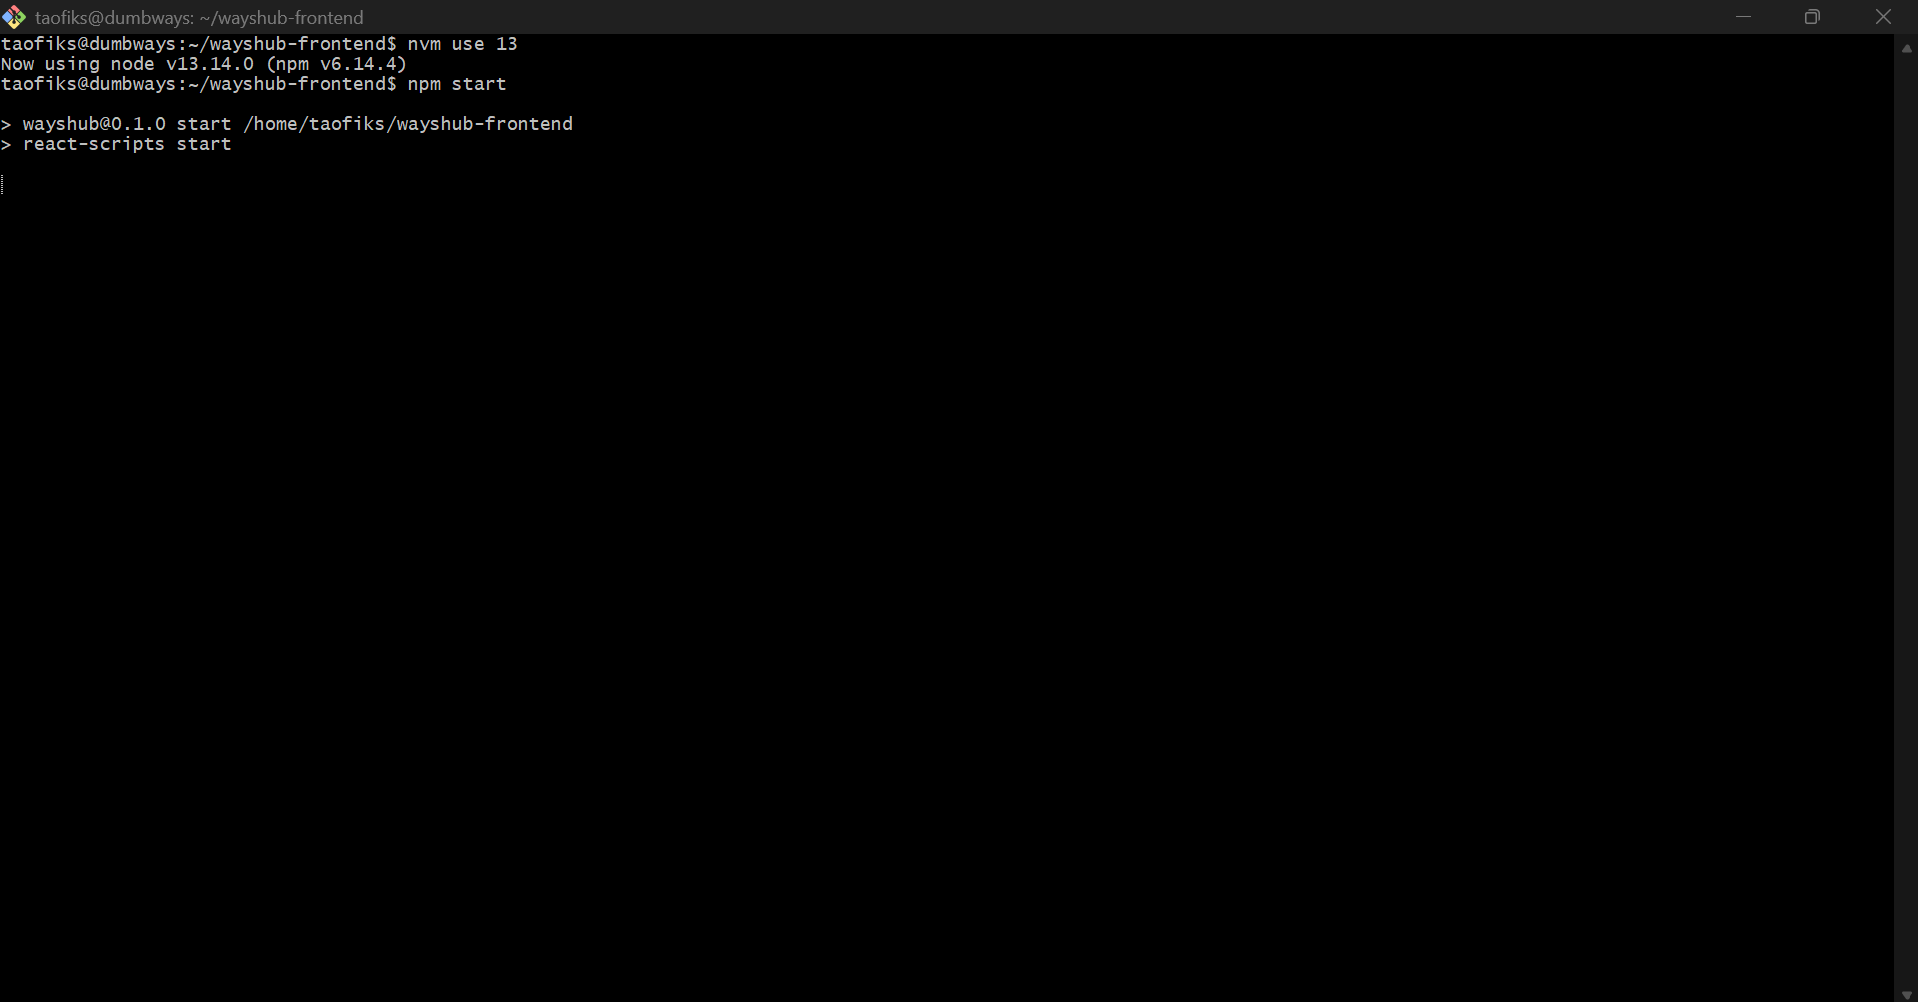 taofiks@dumbways: ~/wayshub-frontend
taofiks@dumbways:~/wayshub-frontend$ nvm use 13
Now using node v13.14.0 (npm v6.14.4)
taofiks@dumbways:~/wayshub-frontend$ npm start
> wayshub@0.1.0 start /home/taofiks/wayshub-frontend
> react-scripts start